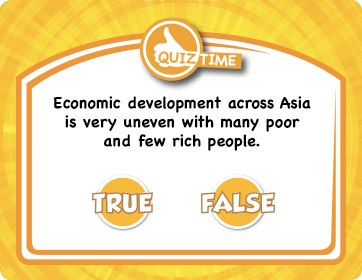 QUIZ TIME
Economic development across Asia
is very uneven with many poor
and few rich people.
TRUE FALSE